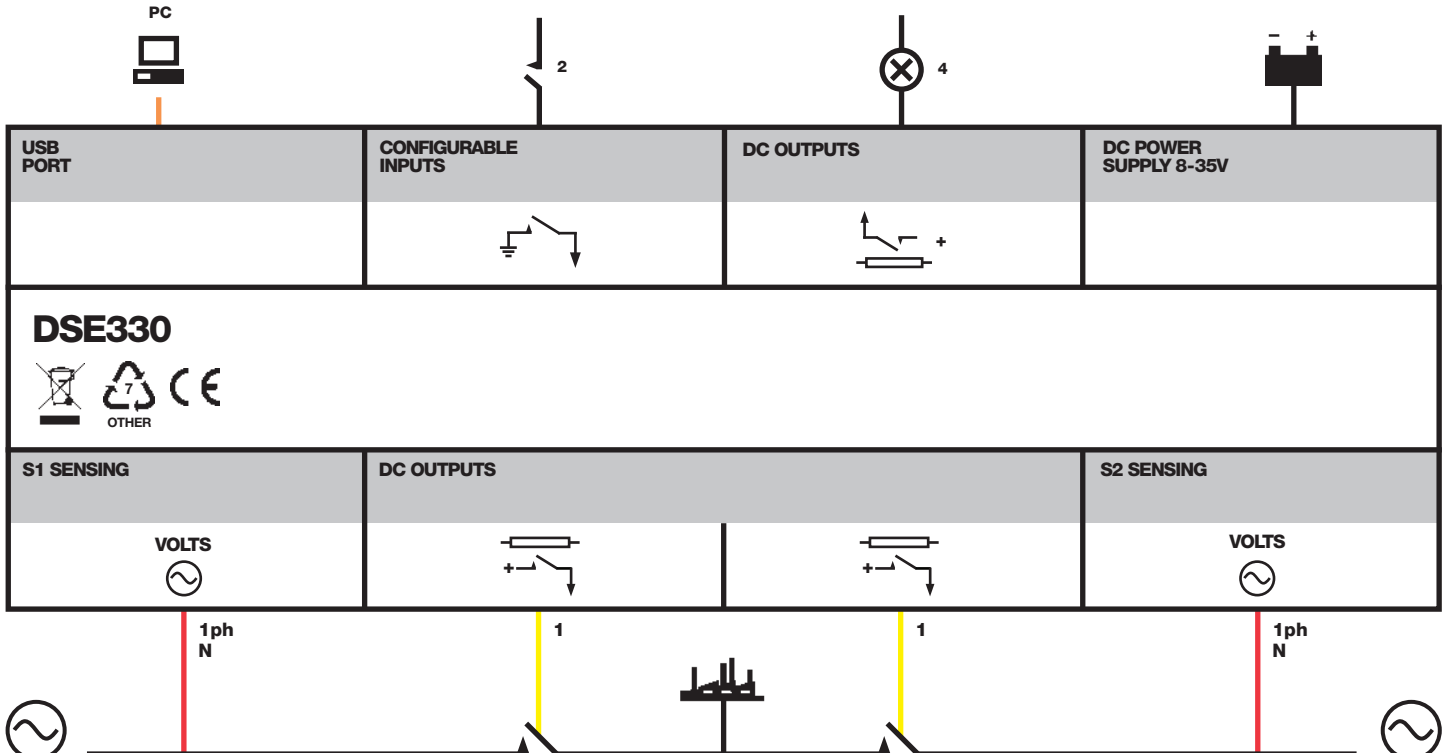 PC
2
4
- +
USB
PORT
CONFIGURABLE
INPUTS
DC OUTPUTS
DC POWER
SUPPLY 8-35V
+
DSE330
7
OTHER
CE
S1 SENSING
DC OUTPUTS
S2 SENSING
VOLTS
+
+
VOLTS
1ph
N
1
1
1ph
N